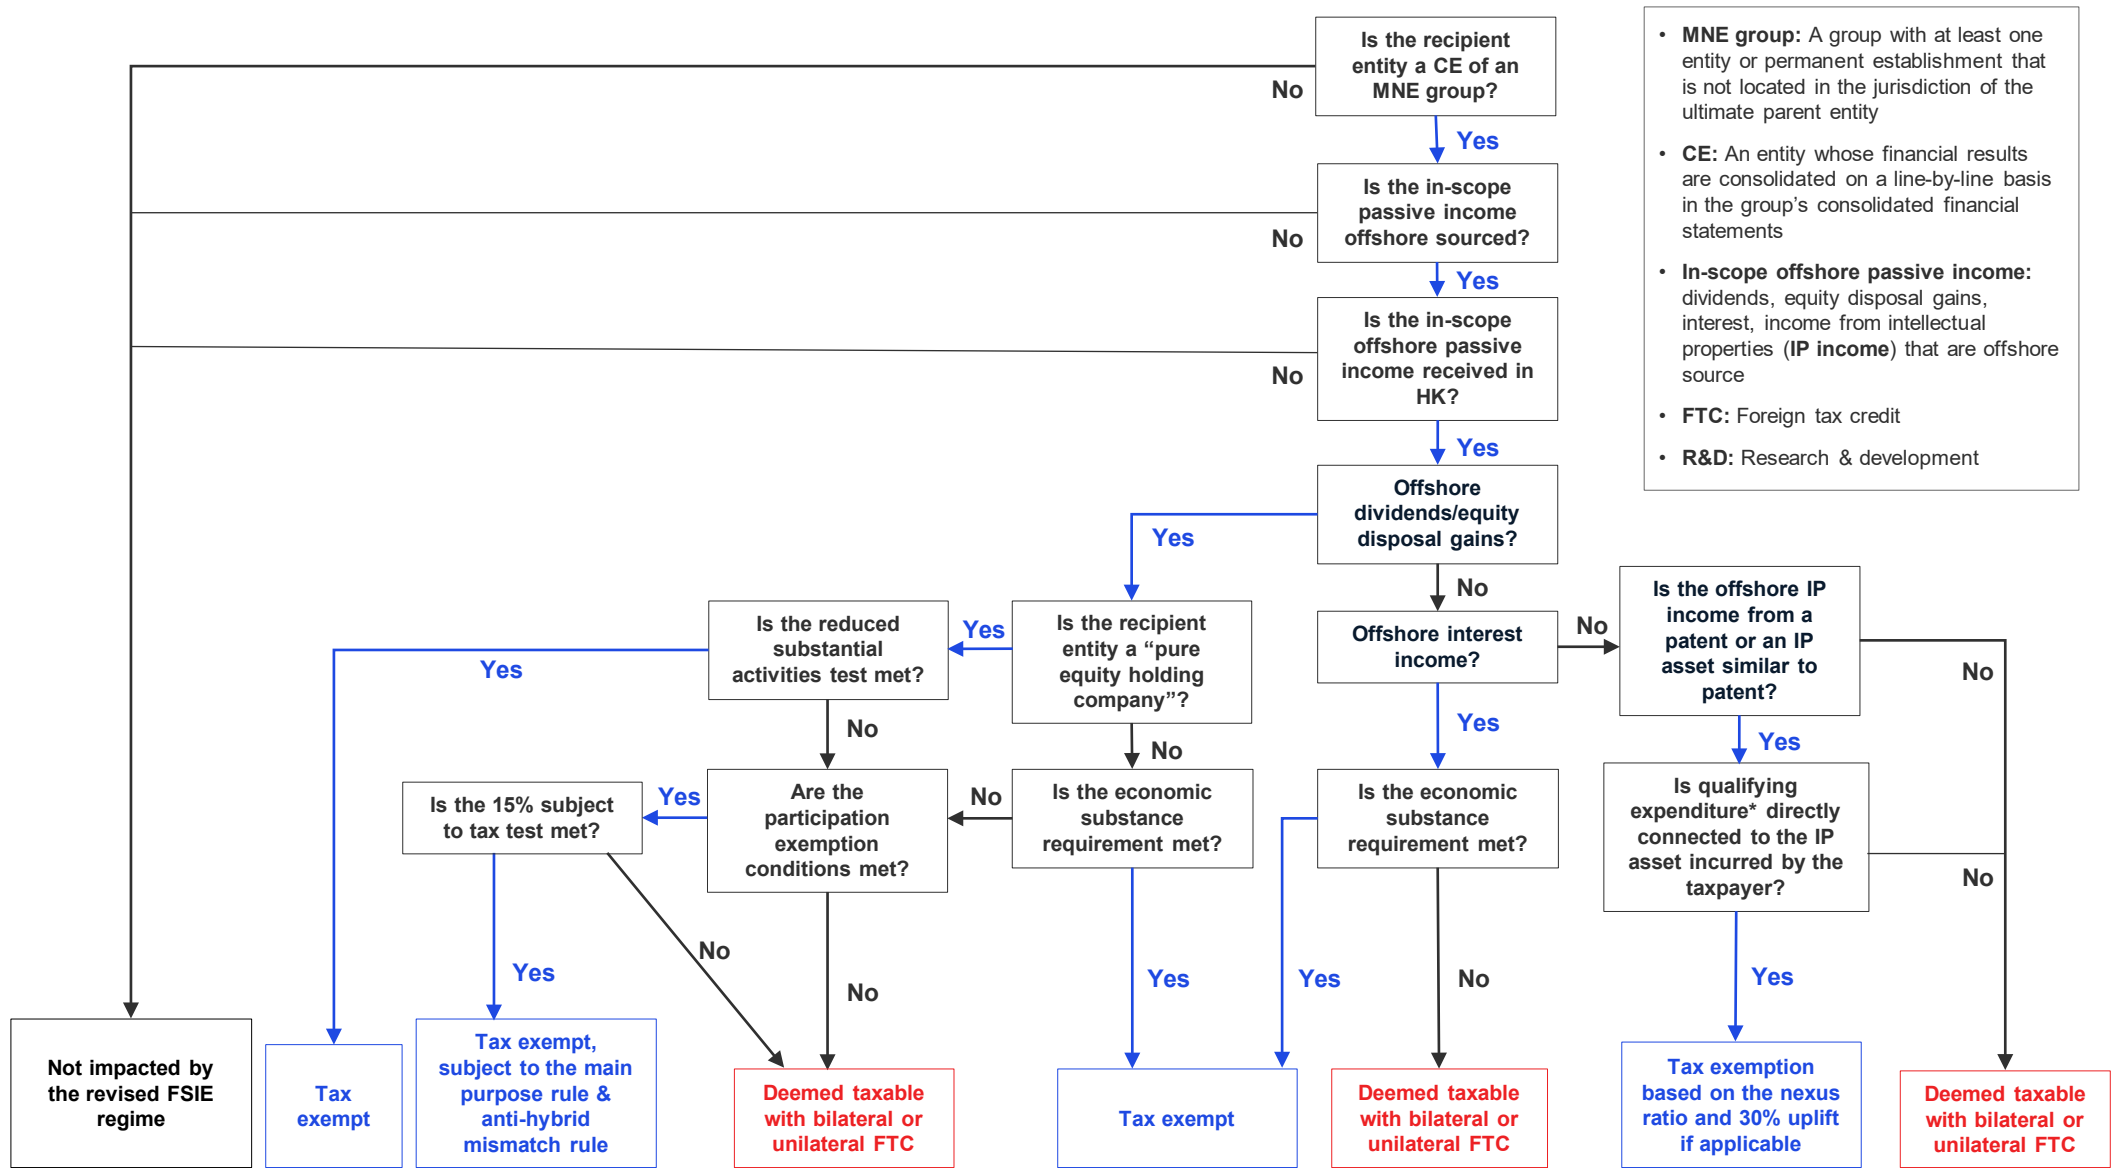 Is the recipient
entity a CE of an
MNE group?
No
Yes
Is the in-scope
passive income
offshore sourced?
No
Yes
Is the in-scope
offshore passive
income received in
HK?
No
Yes
Offshore
dividends/equity
disposal gains?
Yes
No
• MNE group: A group with at least one
entity or permanent establishment that
is not located in the jurisdiction of the
ultimate parent entity
• CE: An entity whose financial results
are consolidated on a line-by-line basis
in the group's consolidated financial
statements
• In-scope offshore passive income:
dividends, equity disposal gains,
interest, income from intellectual
properties (IP income) that are offshore
source
• FTC: Foreign tax credit
• R&D: Research & development
Is the reduced
substantial
activities test met?
Yes
No
Yes
Is the recipient
entity a “pure
equity holding
company”?
No
Offshore interest
income?
No
Yes
Is the offshore IP
income from a
patent or an IP
asset similar to
patent?
No
Yes
Is the 15% subject
to tax test met?
Yes
Are the
participation
exemption
conditions met?
No
Is the economic
substance
requirement met?
Is the economic
substance
requirement met?
Is qualifying
expenditure* directly
connected to the IP
asset incurred by the
taxpayer?
No
No
Yes
No
Yes
Yes
No
Yes
Not impacted by
the revised FSIE
regime
Tax
exempt
Tax exempt,
subject to the main
purpose rule &
anti-hybrid
mismatch rule
Deemed taxable
with bilateral or
unilateral FTC
Tax exempt
Deemed taxable
with bilateral or
unilateral FTC
Tax exemption
based on the nexus
ratio and 30% uplift
if applicable
Deemed taxable
with bilateral or
unilateral FTC